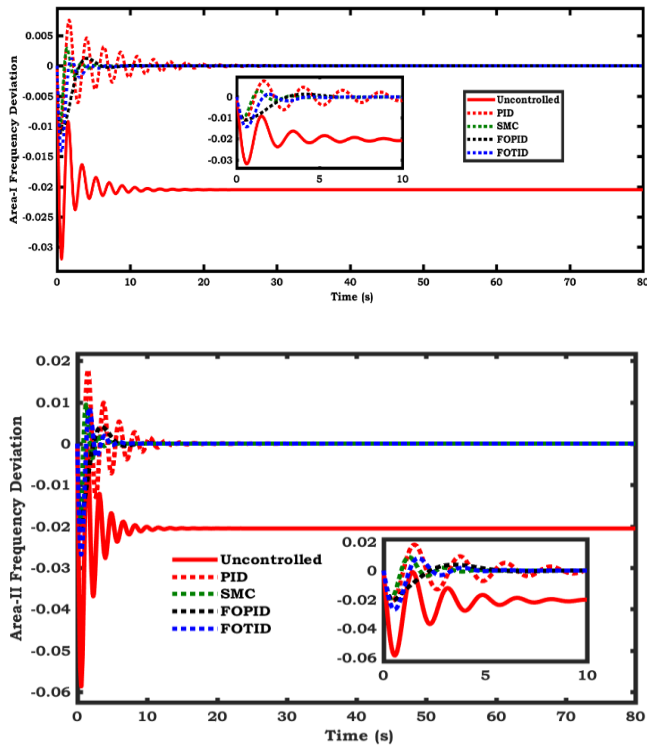 0.005
0
-0.005
-0.01
-0.015
-0.02
-0.025
-0.03
Area-I Frequency Deviation
0
-0.01
-0.02
-0.03
0 5 10
Uncontrolled
PID
SMC
FOPID
FOTID
0 10 20 30 40 50 60 70 80
Time (s)
0.02
0.01
0
-0.01
-0.02
-0.03
-0.04
-0.05
-0.06
Area-II Frequency Deviation
Uncontrolled
PID
SMC
FOPID
FOTID
0.02
0
-0.02
-0.04
-0.06
0 5 10
0 10 20 30 40 50 60 70 80
Time (s)